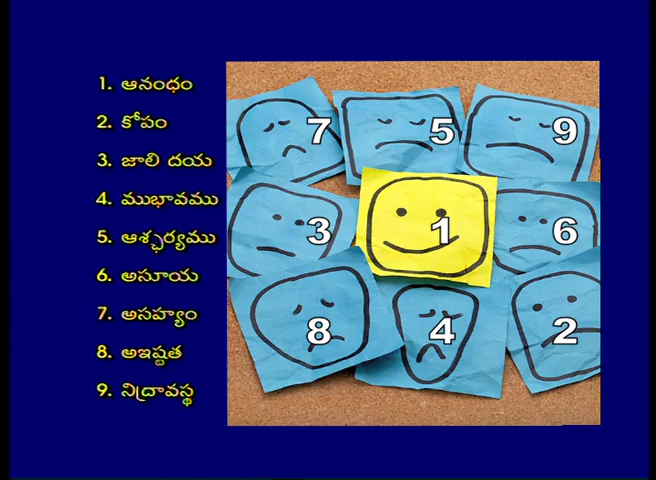 1. ఆనంధం
2. కోపం
3. జాలి దయ
4. ముభావము
5. ఆశ్ఛర్యము
6. అసూయ
7. అసహ్యం
8. అఇష్టత
9. నిద్రావస్థ
7 5 9
3 1 6
8 4 2